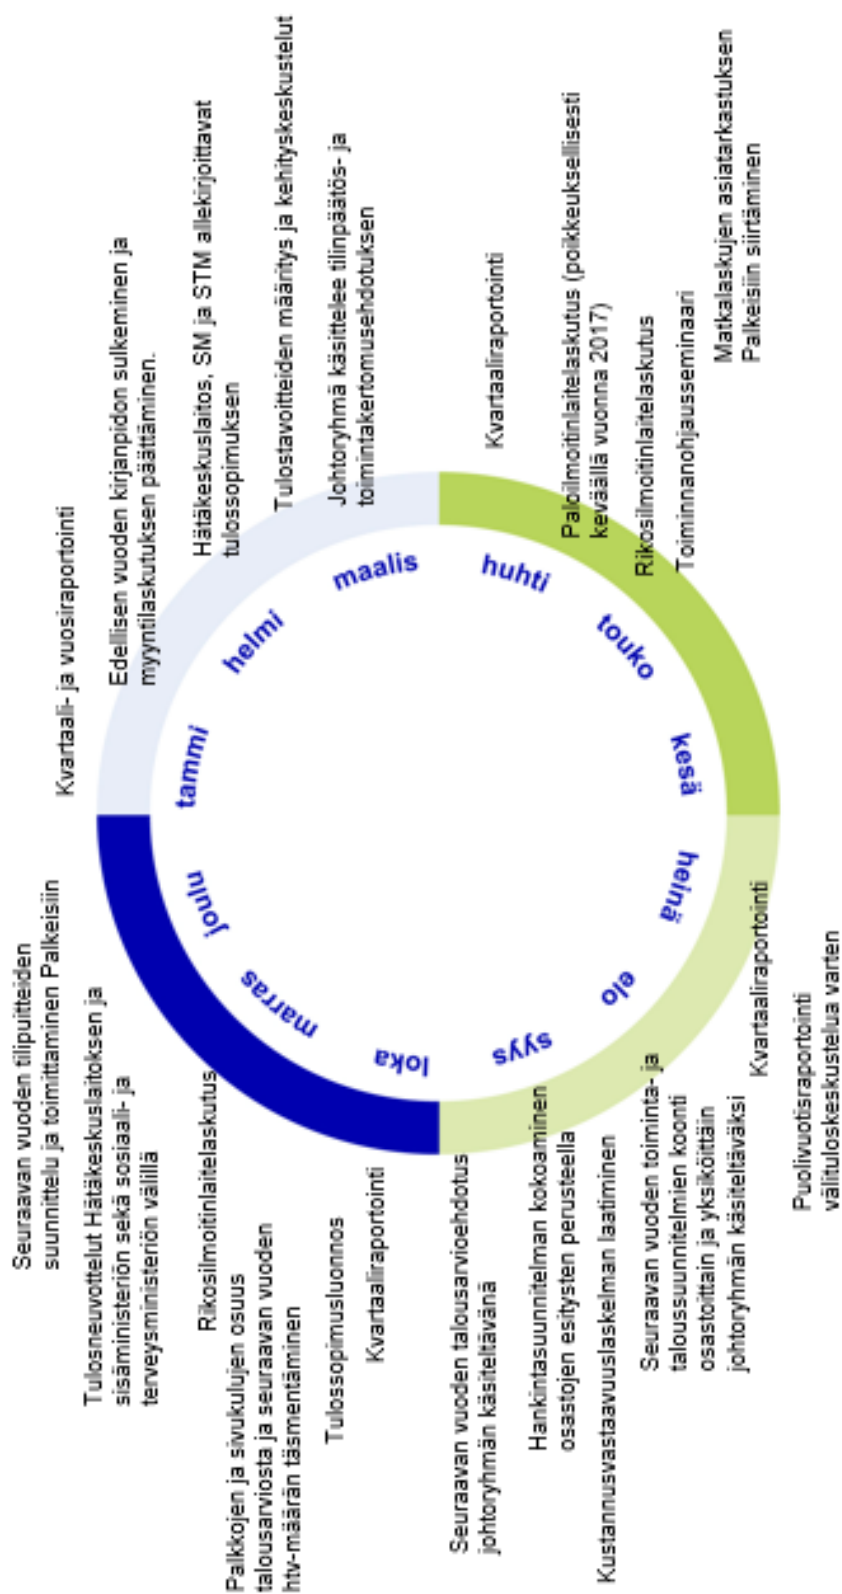 Kvartaali- ja vuosiraportointi
Edellisen vuoden kirjanpidon sulkeminen ja
myyntilaskutuksen päättäminen.
Hätäkeskuslaitos, SM ja STM allekirjoittavat
tulossopimuksen
Tulostavoitteiden määritys ja kehityskeskustelut
Johtoryhmä käsittelee tilinpäätös- ja
toimintakertomusehdotuksen
Kvartaaliraportointi
Paloilmoitinlaitelaskutus (poikkeuksellisesti
keväällä vuonna 2017)
Rikosilmoitinlaitelaskutus
Toiminnanohjausseminaari
Matkalaskujen asiatarkastuksen
Palkeisiin siirtäminen
tammi
helmi
maalis
huhti
touko
kesä
heinä
elo
syys
loka
marras
joulu
Kvartaaliraportointi
Puolivuotisraportointi
välituloskeskustelua varten
Seuraavan vuoden toiminta- ja
taloussuunnitelmien koonti
osastoittain ja yksiköittäin
johtoryhmän käsiteltäväksi
Kustannusvastaavuuslaskelman laatiminen
Hankintasuunnitelman kokoaminen
osastojen esitysten perusteella
Seuraavan vuoden talousarvioehdotus
johtoryhmän käsiteltävänä
Kvartaaliraportointi
Tulossopimusluonnos
Palkkojen ja sivukulujen osuus
talousarviosta ja seuraavan vuoden
htv-määrän täsmentäminen
Rikosilmoitinlaitelaskutus
Tulosneuvottelut Hätäkeskuslaitoksen ja
sisäministeriön sekä sosiaali- ja
terveysministeriön välillä
Seuraavan vuoden tilipuitteiden
suunnittelu ja toimittaminen Palkeisiin